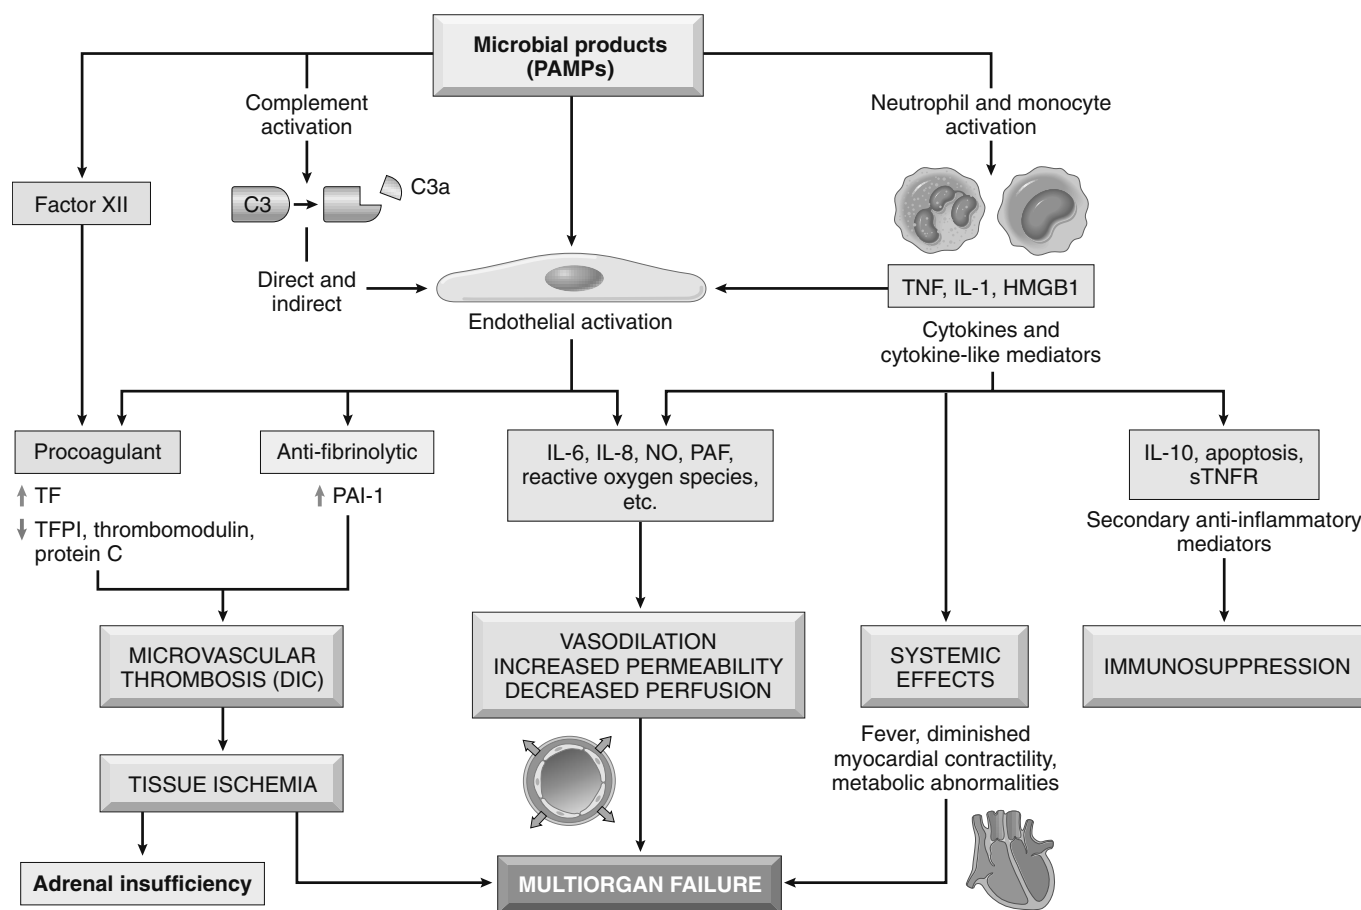 Microbial products
(PAMPs)
Complement
activation
Neutrophil and monocyte
activation
Factor XII
C3
C3a
Direct and
indirect
Endothelial activation
TNF, IL-1, HMGB1
Cytokines and
cytokine-like mediators
Procoagulant
TF
TFPI, thrombomodulin,
protein C
Anti-fibrinolytic
PAI-1
IL-6, IL-8, NO, PAF,
reactive oxygen species,
etc.
IL-10, apoptosis,
sTNFR
Secondary anti-inflammatory
mediators
MICROVASCULAR
THROMBOSIS (DIC)
VASODILATION
INCREASED PERMEABILITY
DECREASED PERFUSION
SYSTEMIC
EFFECTS
IMMUNOSUPPRESSION
Fever, diminished
myocardial contractility,
metabolic abnormalities
TISSUE ISCHEMIA
Adrenal insufficiency
MULTIORGAN FAILURE